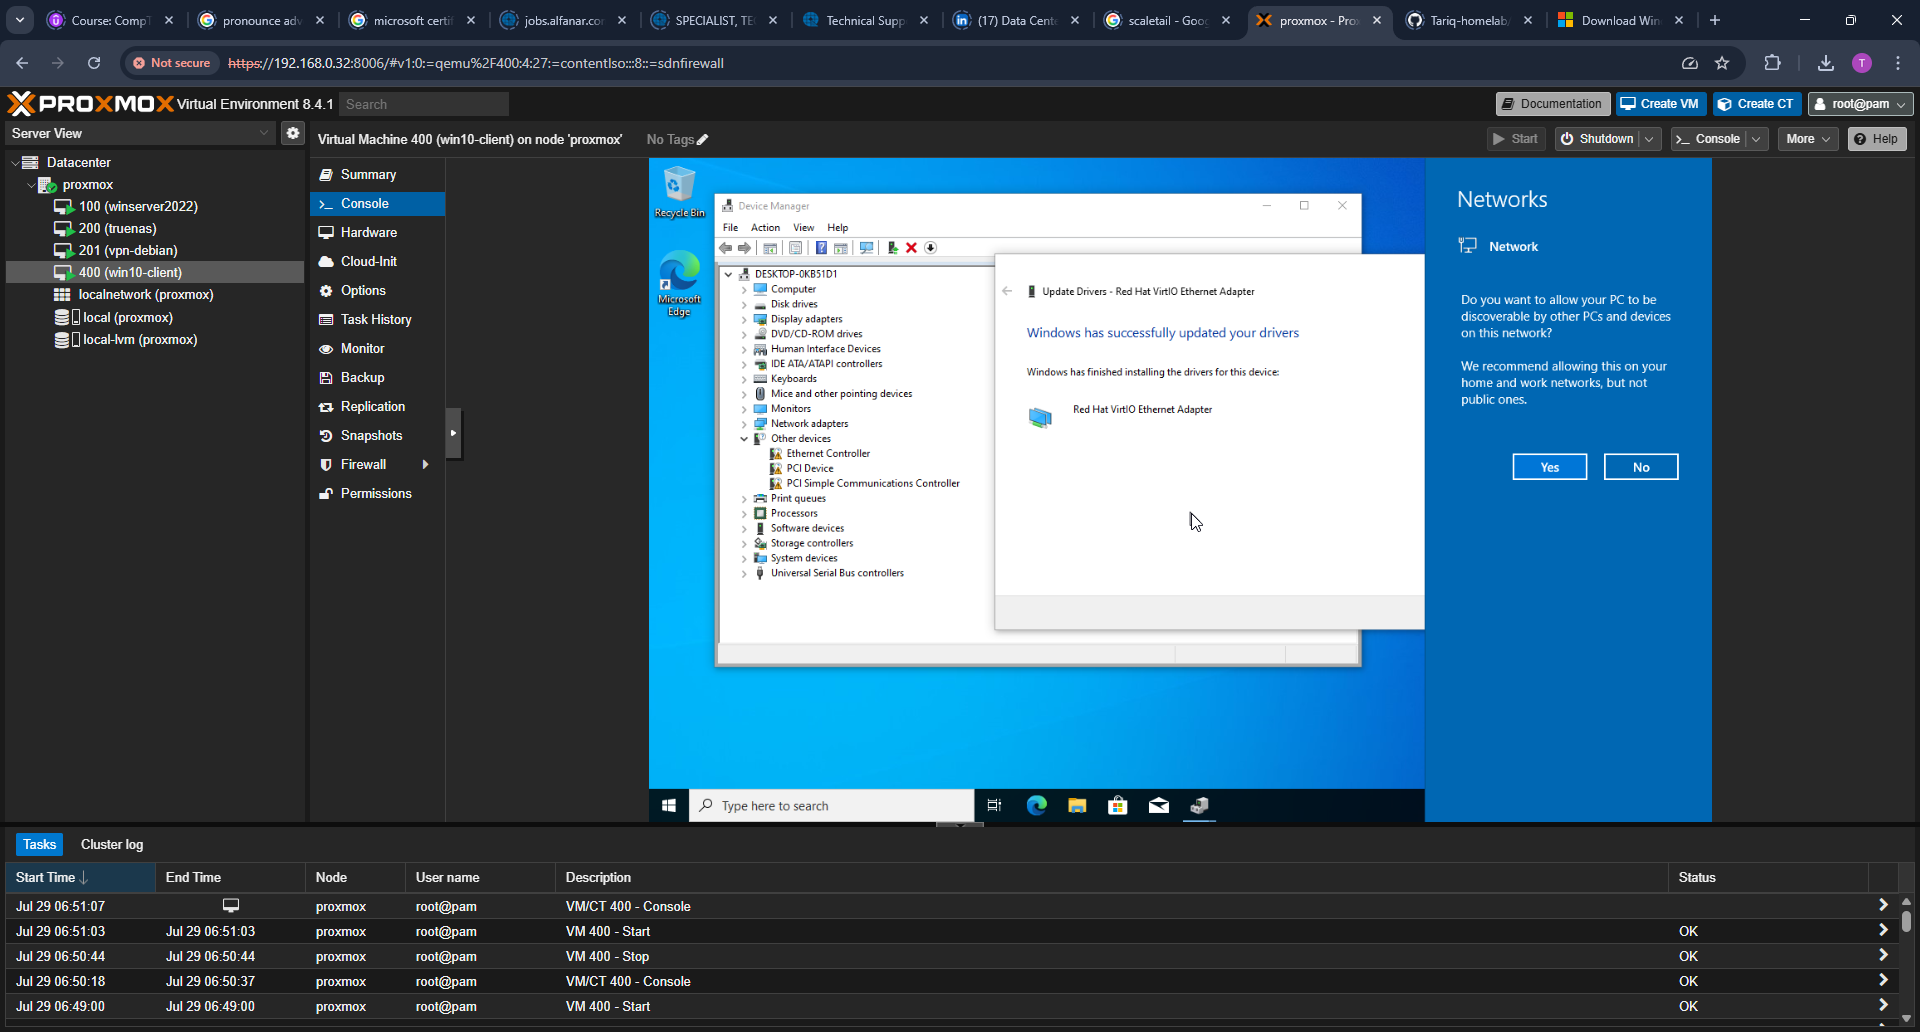 Course: CompT
pronounce adv
microsoft certif
jobs.alfanar.cor
SPECIALIST, TE
Technical Supp
(17) Data Cente
scaletail - Goog
proxmox - Prox
Tariq-homelab/
Download Win
Not secure
https://192.168.0.32:8006/#v1:0:=qemu%2F400:4:27:=contentIso:::8::=sdnfirewall
T
PROXMOX Virtual Environment 8.4.1
Search
Documentation
Create VM
Create CT
root@pam
Server View
Virtual Machine 400 (win10-client) on node 'proxmox'
No Tags
Start
Shutdown
Console
More
Help
Datacenter
proxmox
100 (winserver2022)
200 (truenas)
201 (vpn-debian)
400 (win10-client)
localnetwork (proxmox)
local (proxmox)
local-lvm (proxmox)
Summary
Console
Hardware
Cloud-Init
Options
Task History
Monitor
Backup
Replication
Snapshots
Firewall
Permissions
Recycle Bin
Microsoft
Edge
Device Manager
File Action View Help
DESKTOP-0KB51D1
Computer
Disk drives
Display adapters
DVD/CD-ROM drives
Human Interface Devices
IDE ATA/ATAPI controllers
Keyboards
Mice and other pointing devices
Monitors
Network adapters
Other devices
Ethernet Controller
PCI Device
PCI Simple Communications Controller
Print queues
Processors
Software devices
Storage controllers
System devices
Universal Serial Bus controllers
Update Drivers - Red Hat VirtIO Ethernet Adapter
Windows has successfully updated your drivers
Windows has finished installing the drivers for this device:
Red Hat VirtIO Ethernet Adapter
Networks
Network
Do you want to allow your PC to be
discoverable by other PCs and devices
on this network?
We recommend allowing this on your
home and work networks, but not
public ones.
Yes
No
Type here to search
Tasks
Cluster log
Start Time End Time Node User name Description Status
Jul 29 06:51:07 proxmox root@pam VM/CT 400 - Console
Jul 29 06:51:03 Jul 29 06:51:03 proxmox root@pam VM 400 - Start OK
Jul 29 06:50:44 Jul 29 06:50:44 proxmox root@pam VM 400 - Stop OK
Jul 29 06:50:18 Jul 29 06:50:37 proxmox root@pam VM/CT 400 - Console OK
Jul 29 06:49:00 Jul 29 06:49:00 proxmox root@pam VM 400 - Start OK